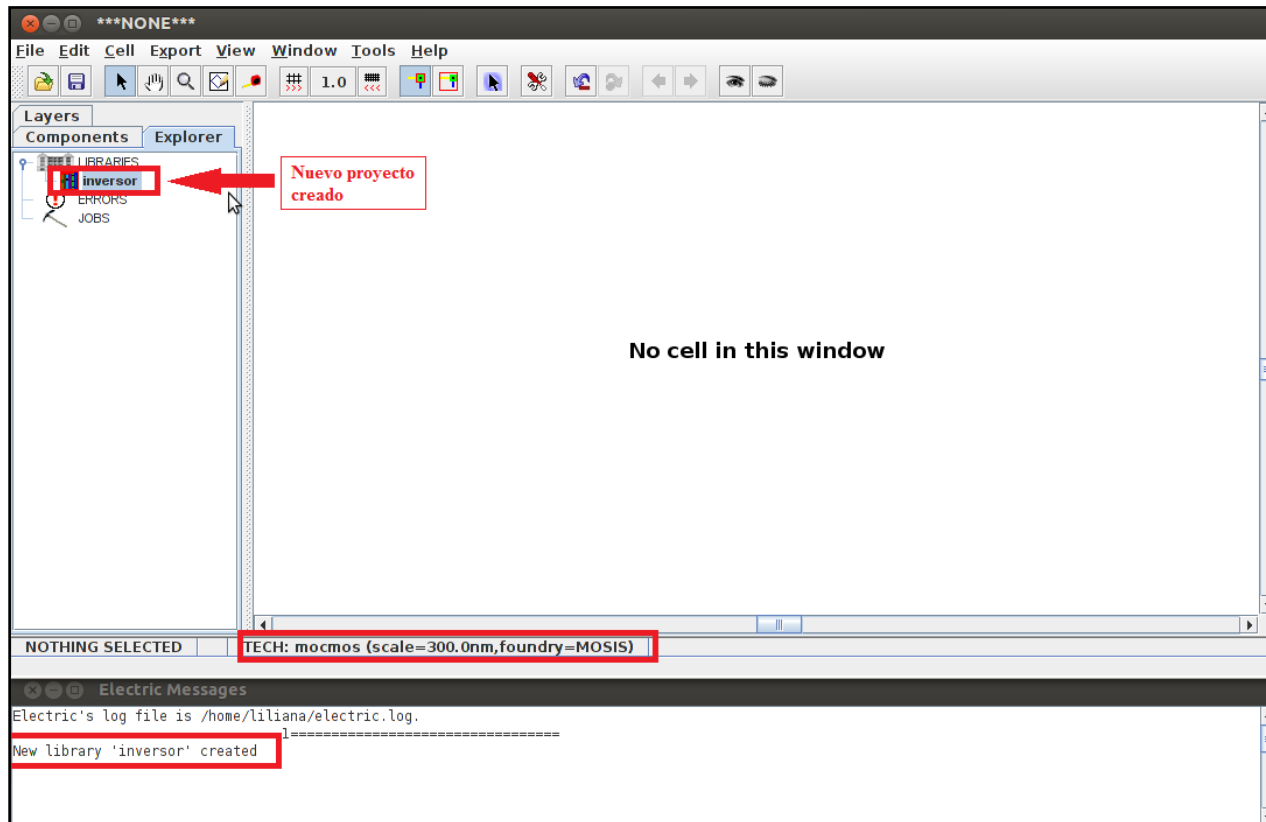 ***NONE***
File Edit Cell Export View Window Tools Help
1.0
Layers
Components Explorer
LIBRARIES
inversor
ERRORS
JOBS
Nuevo proyecto
creado
No cell in this window
NOTHING SELECTED TECH: mocmos (scale=300.0nm,foundry=MOSIS)
Electric Messages
Electric's log file is /home/liliana/electric.log.
1=================================
New library 'inversor' created